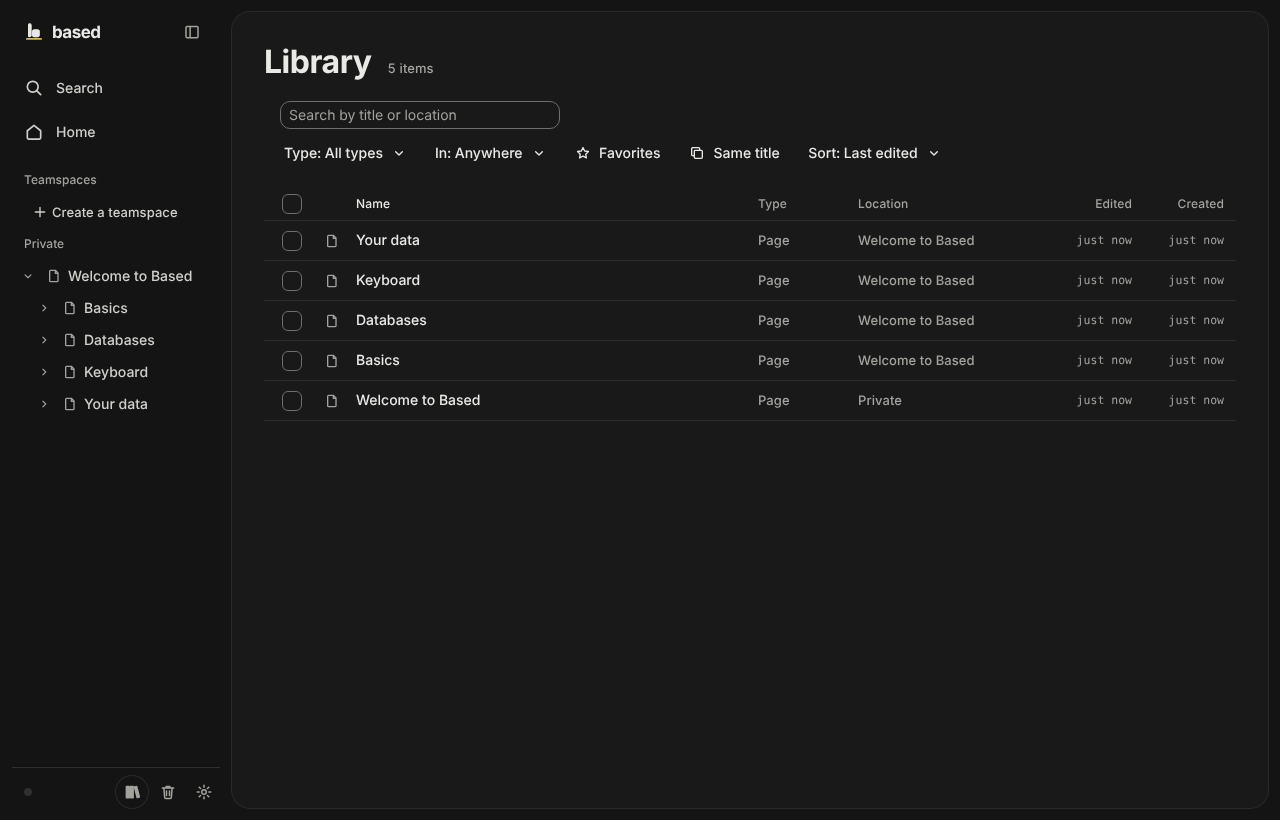 based
Search
Home
Teamspaces
Create a teamspace
Private
Welcome to Based
Basics
Databases
Keyboard
Your data
Library 5 items
Search by title or location
Type: All types In: Anywhere Favorites Same title Sort: Last edited
Name Type Location Edited Created
Your data Page Welcome to Based just now just now
Keyboard Page Welcome to Based just now just now
Databases Page Welcome to Based just now just now
Basics Page Welcome to Based just now just now
Welcome to Based Page Private just now just now